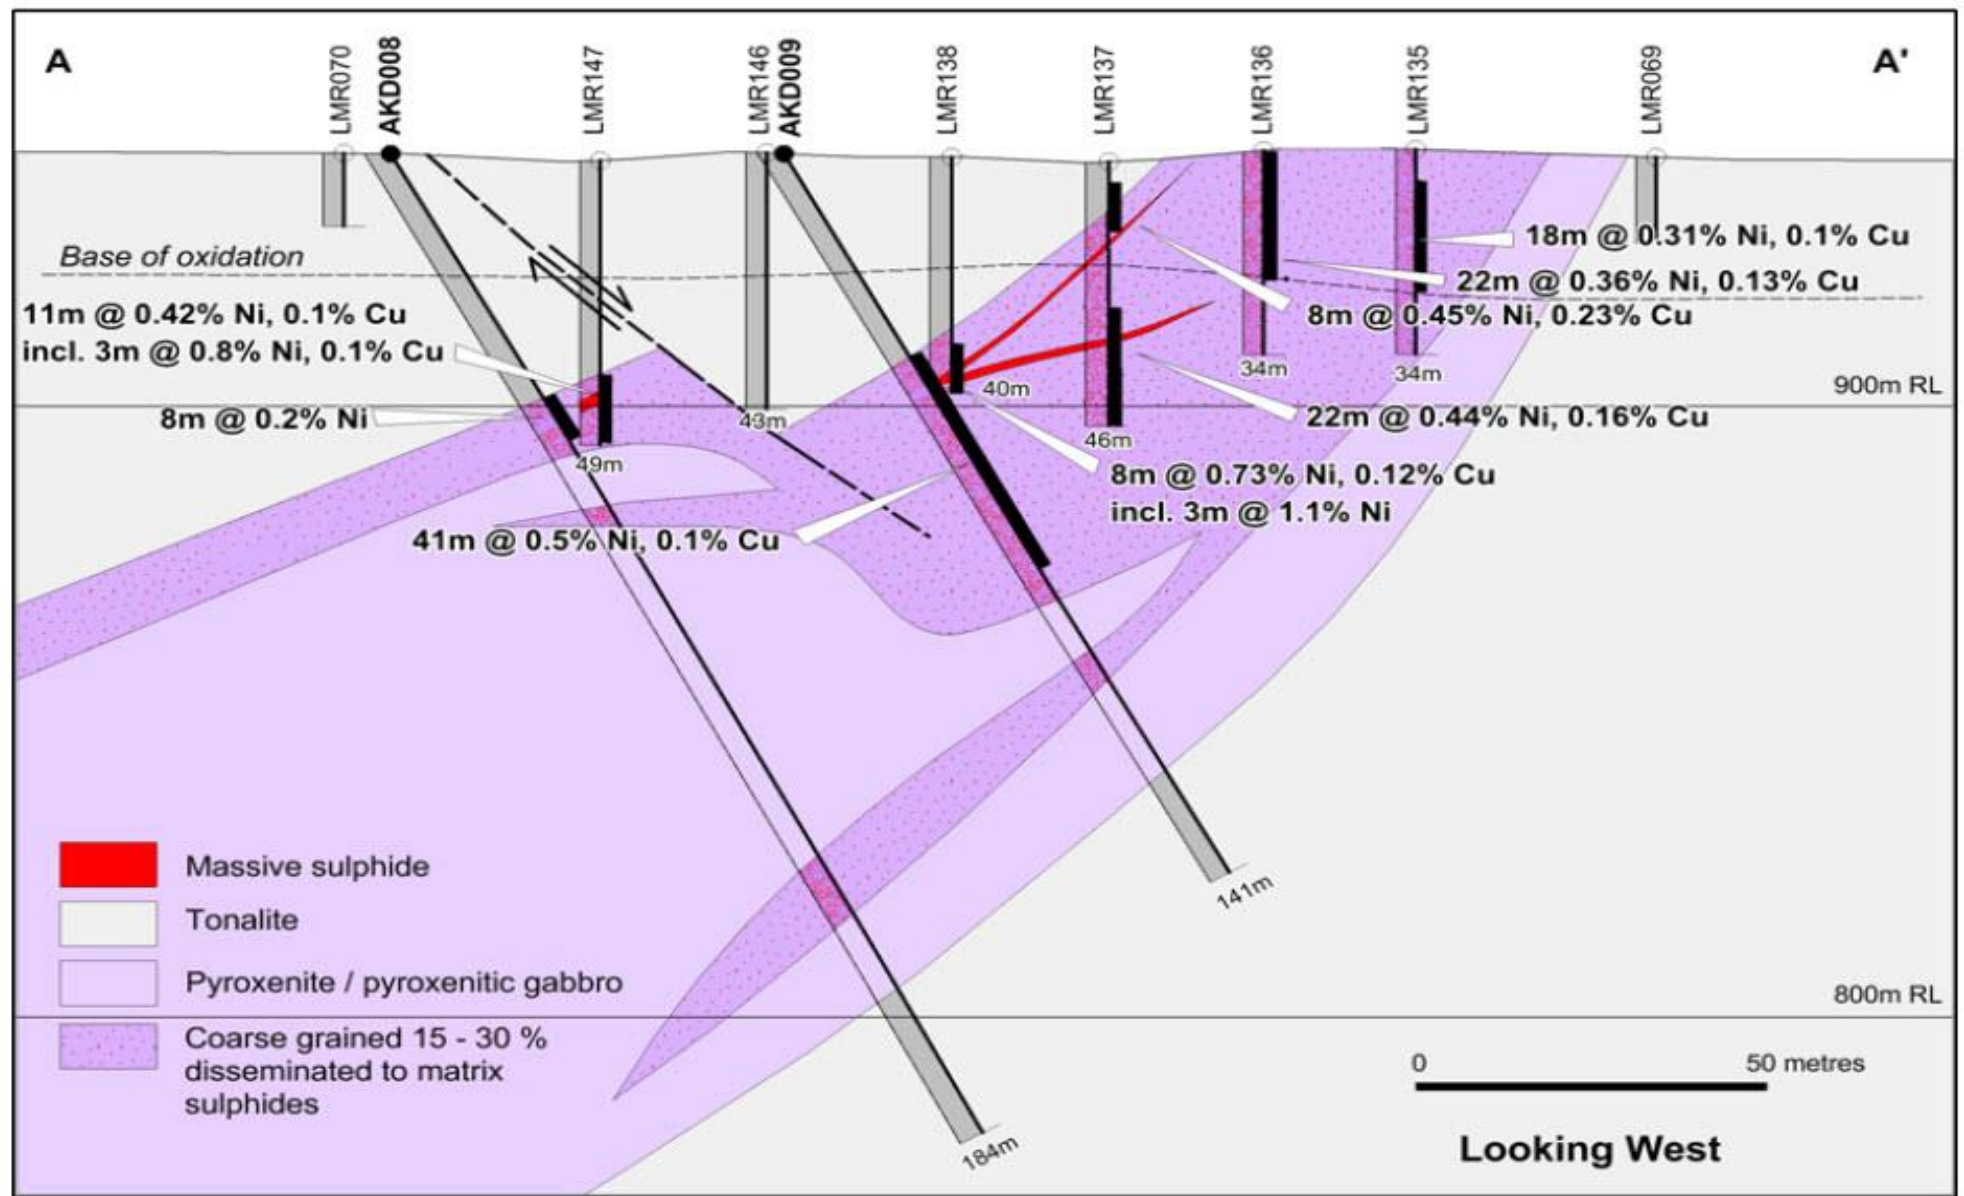 A
LMR070
AKD008
LMR147
LMR146
AKD009
LMR138
LMR137
LMR136
LMR135
LMR069
A'
Base of oxidation
18m @ 0.31% Ni, 0.1% Cu
22m @ 0.36% Ni, 0.13% Cu
8m @ 0.45% Ni, 0.23% Cu
11m @ 0.42% Ni, 0.1% Cu
incl. 3m @ 0.8% Ni, 0.1% Cu
34m
34m
40m
900m RL
8m @ 0.2% Ni
43m
22m @ 0.44% Ni, 0.16% Cu
46m
49m
8m @ 0.73% Ni, 0.12% Cu
incl. 3m @ 1.1% Ni
41m @ 0.5% Ni, 0.1% Cu
141m
184m
800m RL
Massive sulphide
Tonalite
Pyroxenite / pyroxenitic gabbro
Coarse grained 15 - 30 %
disseminated to matrix
sulphides
0 50 metres
Looking West